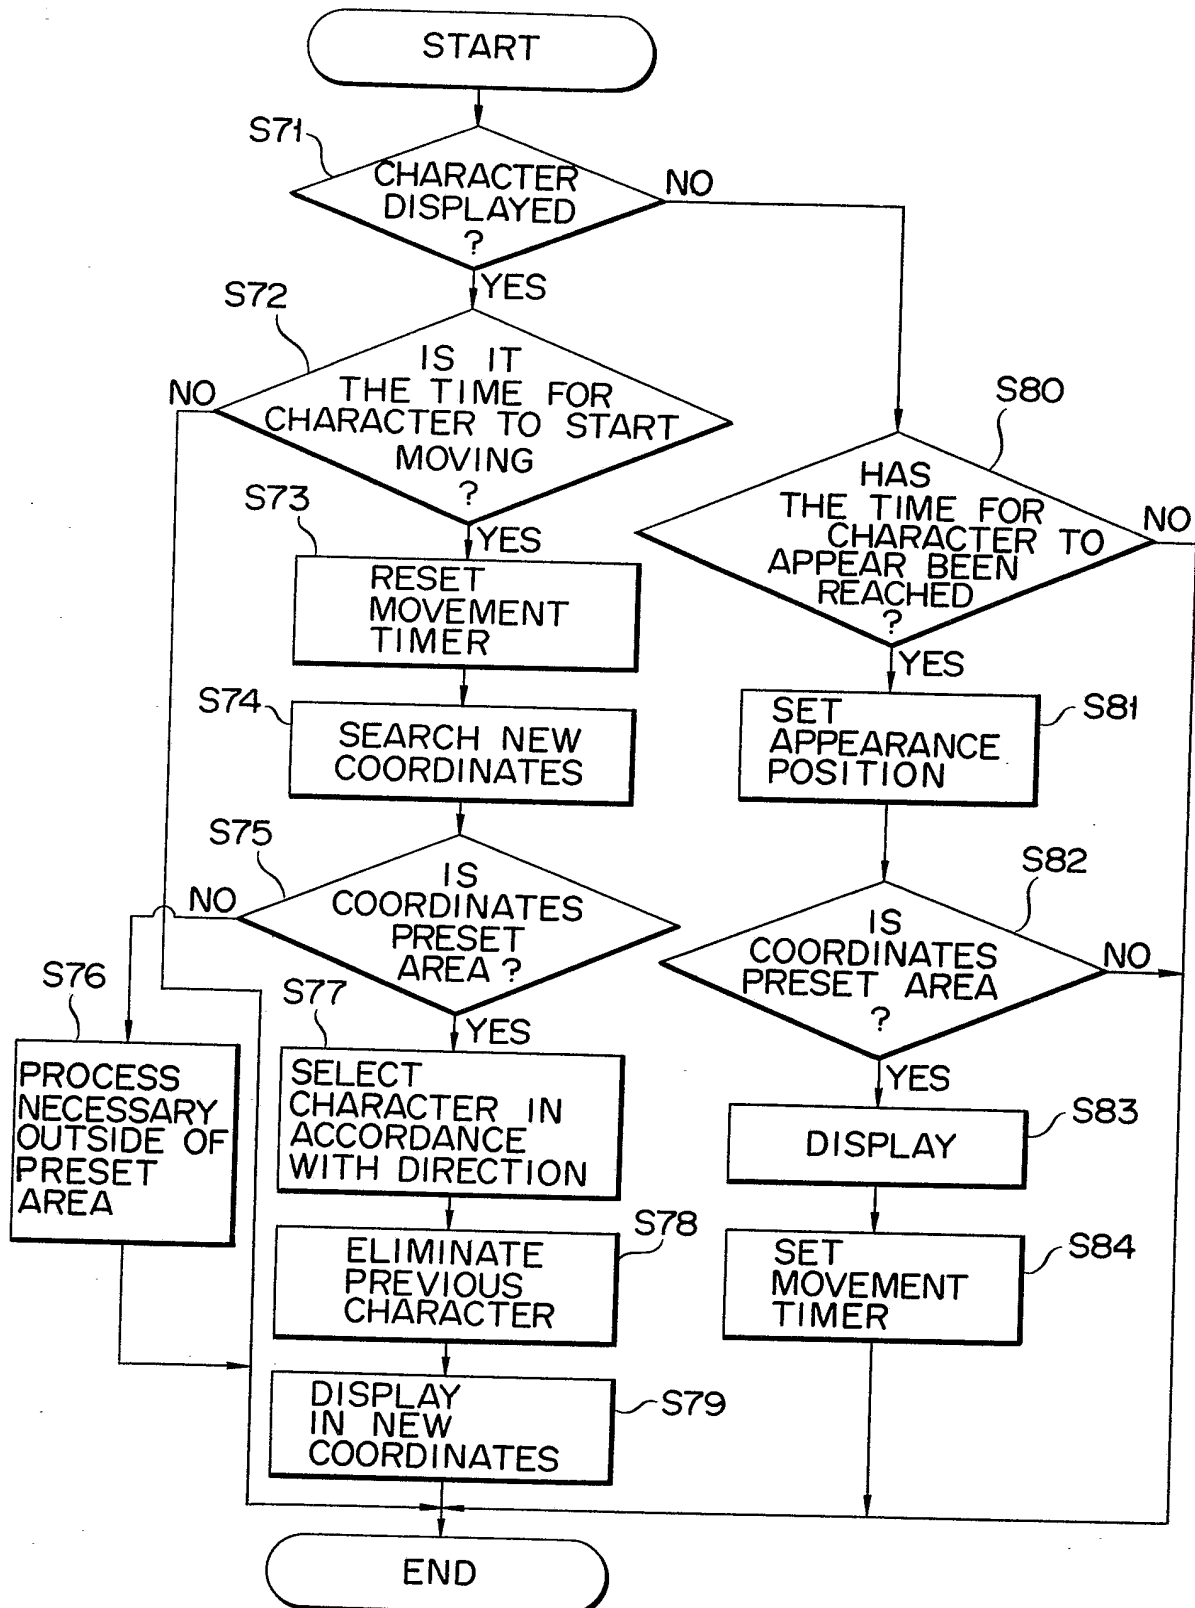 START
S71
CHARACTER
DISPLAYED
?
NO
YES
S72
IS IT
THE TIME FOR
CHARACTER TO START
MOVING
?
NO
YES
S73
RESET
MOVEMENT
TIMER
S74
SEARCH NEW
COORDINATES
S75
IS
COORDINATES
PRESET
AREA?
NO
YES
S76
PROCESS
NECESSARY
OUTSIDE OF
PRESET
AREA
S77
SELECT
CHARACTER IN
ACCORDANCE
WITH DIRECTION
S78
ELIMINATE
PREVIOUS
CHARACTER
S79
DISPLAY
IN NEW
COORDINATES
S80
HAS
THE TIME FOR
CHARACTER TO
APPEAR BEEN
REACHED
?
NO
YES
S81
SET
APPEARANCE
POSITION
S82
IS
COORDINATES
PRESET AREA
?
NO
YES
S83
DISPLAY
S84
SET
MOVEMENT
TIMER
END